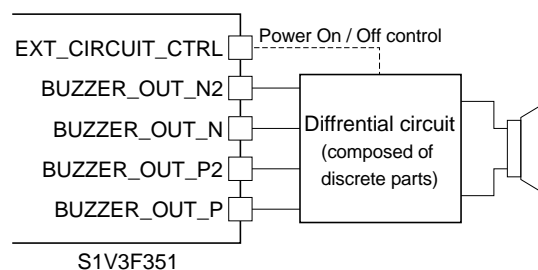 EXT_CIRCUIT_CTRL
Power On / Off control
BUZZER_OUT_N2
BUZZER_OUT_N
BUZZER_OUT_P2
BUZZER_OUT_P
Diffrential circuit
(composed of
discrete parts)
S1V3F351